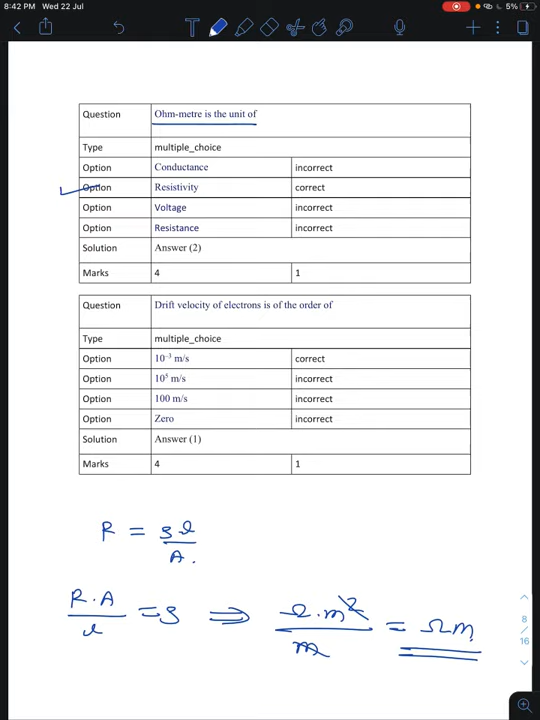 8:42 PM Wed 22 Jul 5%
Question Ohm-metre is the unit of
Type multiple_choice
Option Conductance incorrect
Option Resistivity correct
Option Voltage incorrect
Option Resistance incorrect
Solution Answer (2)
Marks 4 1
Question Drift velocity of electrons is of the order of
Type multiple_choice
Option 10⁻³ m/s correct
Option 10⁵ m/s incorrect
Option 100 m/s incorrect
Option Zero incorrect
Solution Answer (1)
Marks 4 1
R = ρl/A.
R·A/l = ρ ⇒ Ω·m²/m = Ωm
8/16